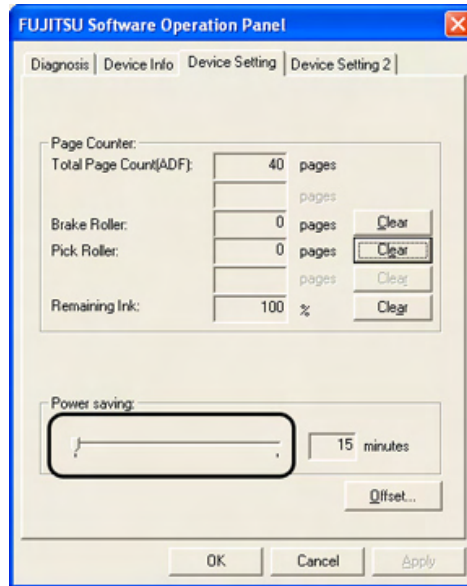 FUJITSU Software Operation Panel
Diagnosis Device Info Device Setting Device Setting 2
Page Counter:
Total Page Count(ADF): 40 pages
pages
Brake Roller: 0 pages Clear
Pick Roller: 0 pages Clear
pages Clear
Remaining Ink: 100 % Clear
Power saving:
15 minutes
Offset...
OK Cancel Apply